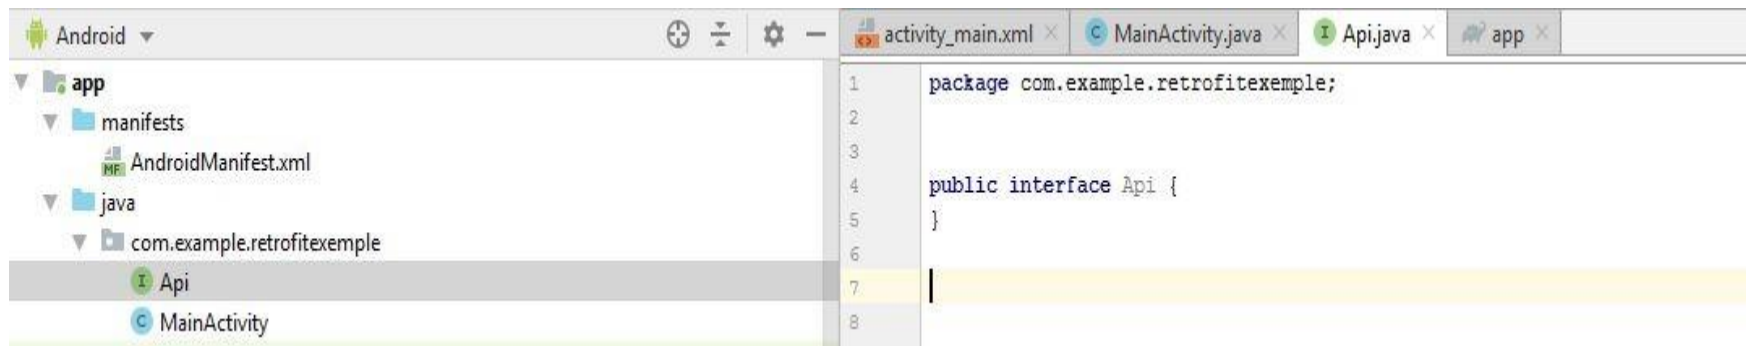 Android
app
manifests
MF AndroidManifest.xml
java
com.example.retrofitexemple
I Api
C MainActivity
activity_main.xml C MainActivity.java I Api.java app
1 package com.example.retrofitexemple;
2
3
4 public interface Api {
5 }
6
7
8